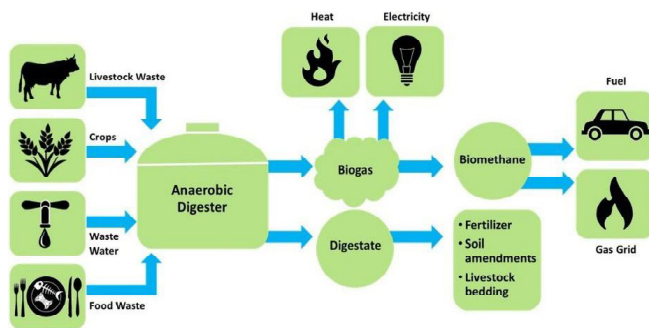 Heat
Electricity
Livestock Waste
Fuel
Crops
Anaerobic
Digester
Biogas
Biomethane
Waste
Water
Digestate
• Fertilizer
• Soil
amendments
• Livestock
bedding
Gas Grid
Food Waste